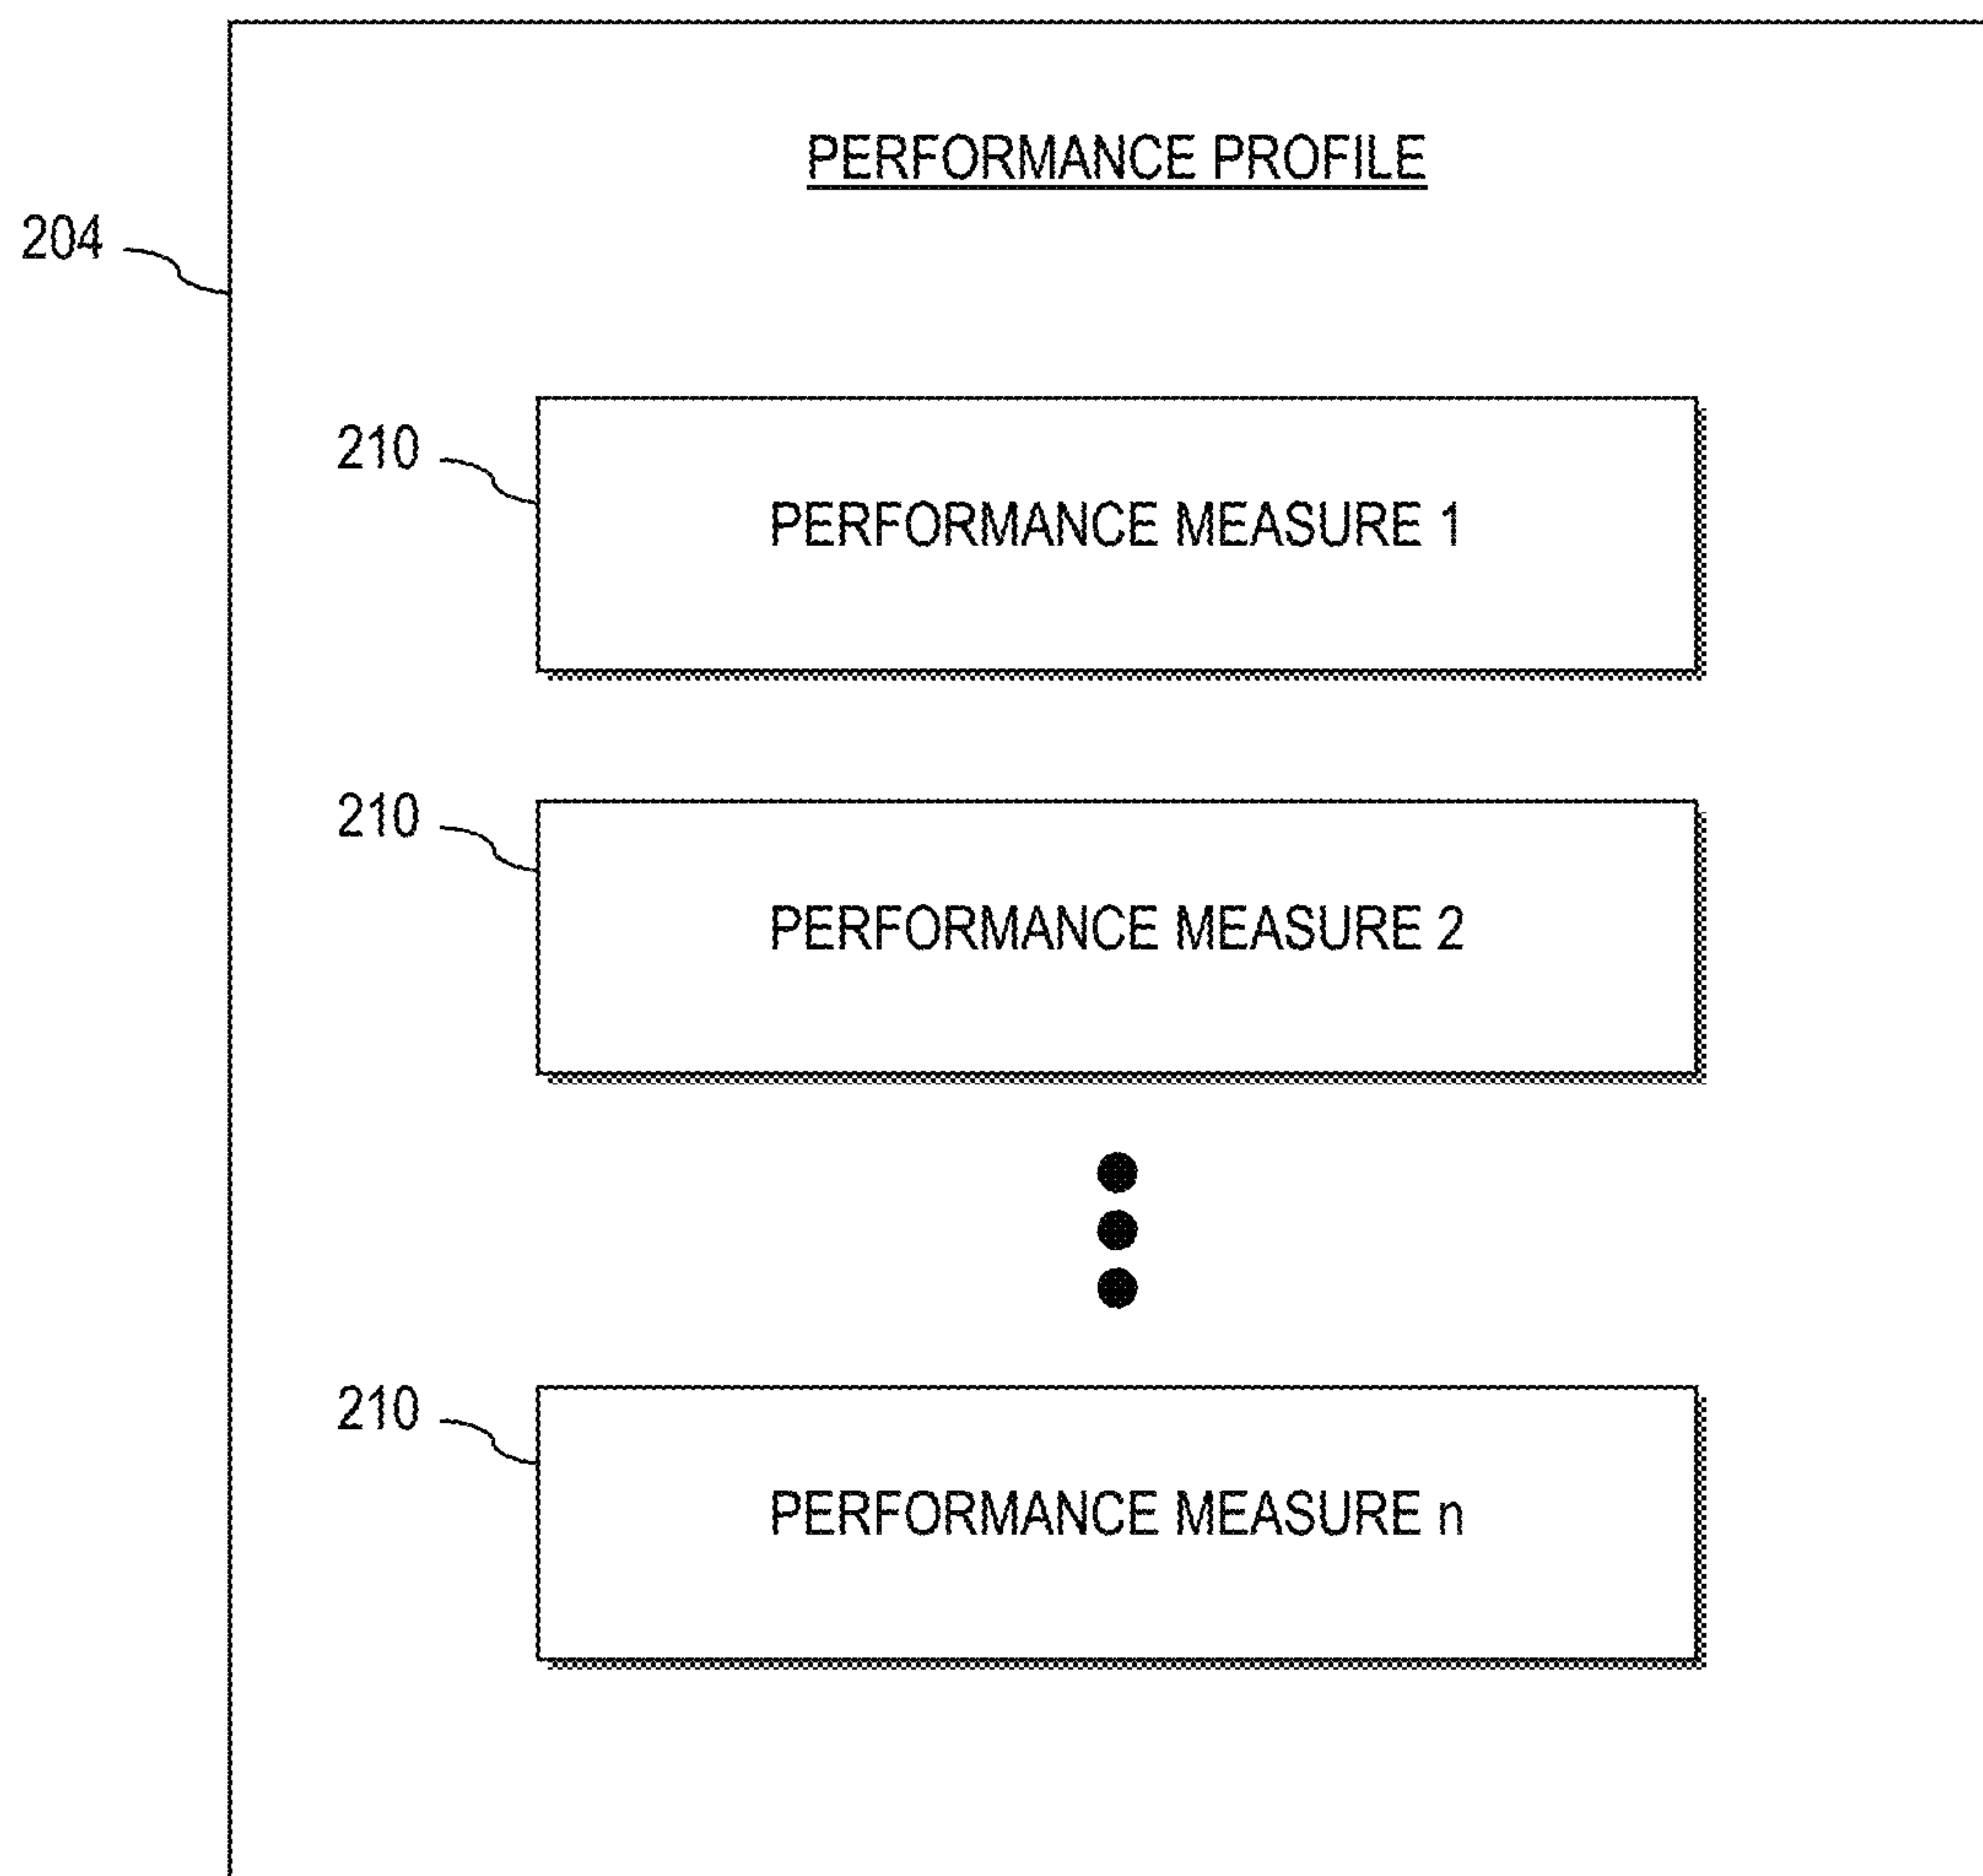 PERFORMANCE PROFILE
204
210
PERFORMANCE MEASURE 1
210
PERFORMANCE MEASURE 2
210
PERFORMANCE MEASURE n